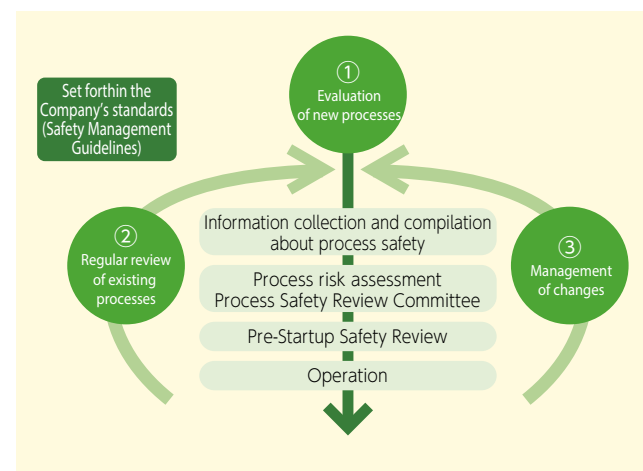 Set forthin the
Company's standards
(Safety Management
Guidelines)
①
Evaluation
of new processes
②
Regular review
of existing
processes
Information collection and compilation
about process safety
Process risk assessment
Process Safety Review Committee
Pre-Startup Safety Review
Operation
③
Management
of changes